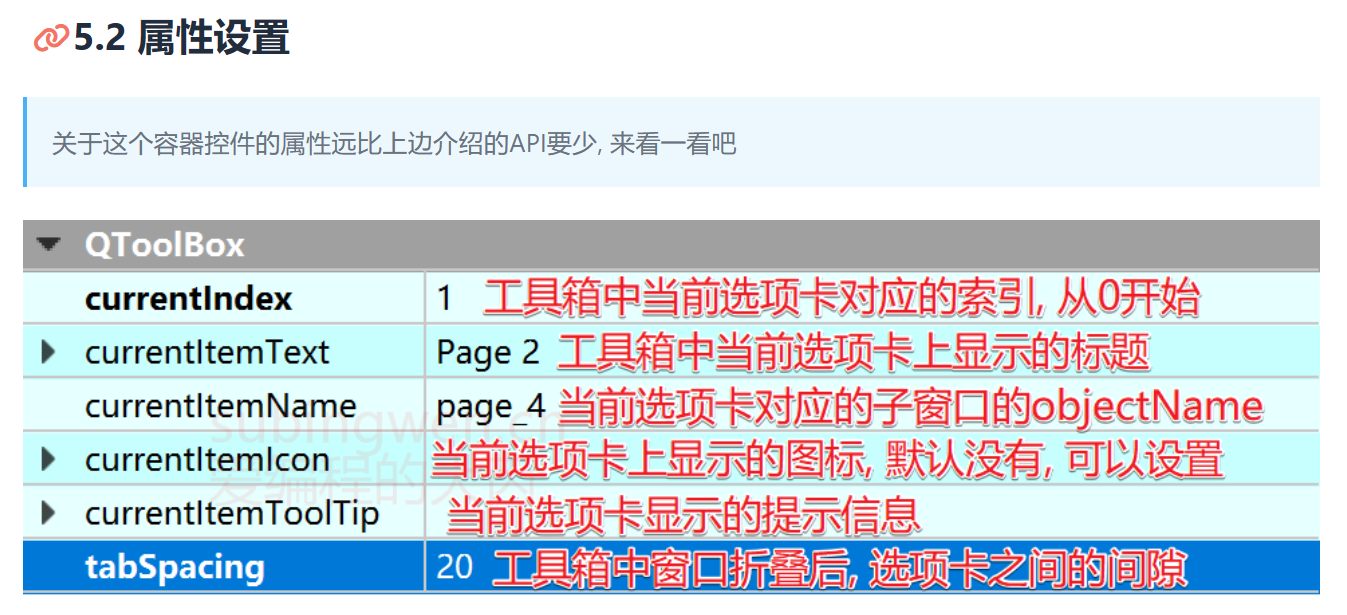 5.2 属性设置
关于这个容器控件的属性远比上边介绍的API要少, 来看一看吧
QToolBox
currentIndex 1 工具箱中当前选项卡对应的索引, 从0开始
currentItemText Page 2 工具箱中当前选项卡上显示的标题
currentItemName page_4 当前选项卡对应的子窗口的objectName
currentItemIcon 当前选项卡上显示的图标, 默认没有, 可以设置
currentItemToolTip 当前选项卡显示的提示信息
tabSpacing 20 工具箱中窗口折叠后, 选项卡之间的间隙
subingwen.cn
爱编程的大丙